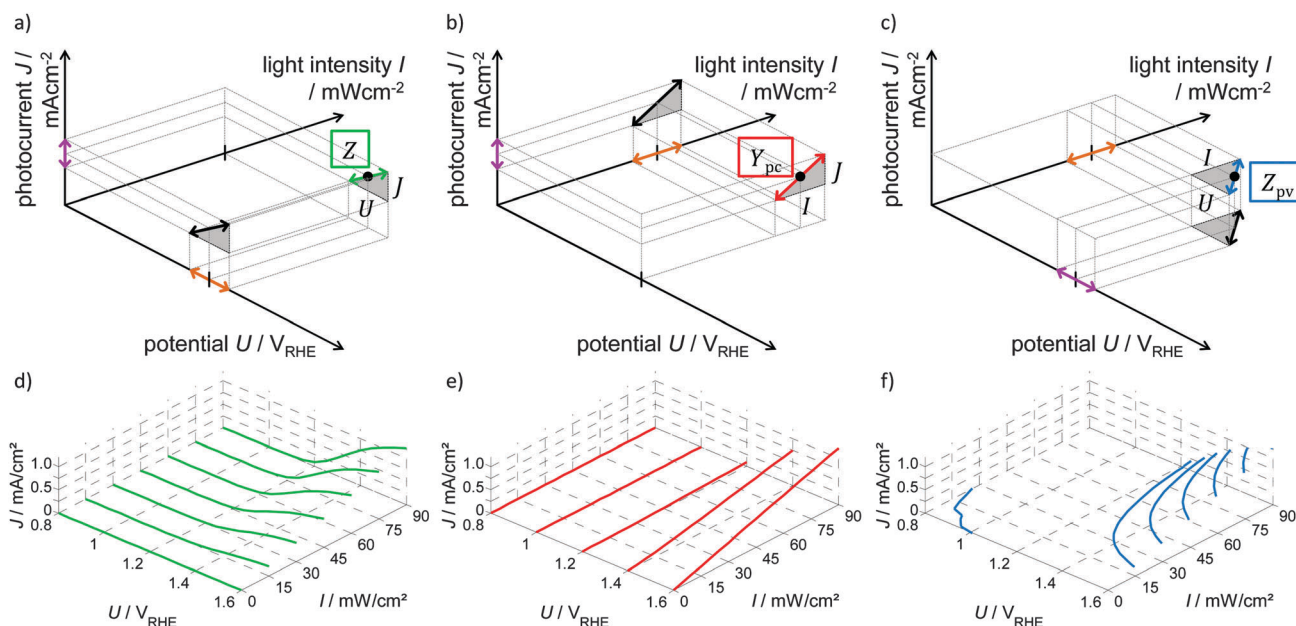 a)
photocurrent J /
mAcm-2
light intensity I
/ mWcm-2
Z
J
U
potential U / VRHE
b)
photocurrent J /
mAcm-2
light intensity I
/ mWcm-2
Ypc
J
I
potential U / VRHE
c)
photocurrent J /
mAcm-2
light intensity I
/ mWcm-2
I
U
Zpv
potential U / VRHE
d)
J / mA/cm²
1.0
0.5
0
0.8
1
1.2
1.4
1.6
0
15
30
45
60
75
90
U / VRHE
I / mW/cm²
e)
J / mA/cm²
1.0
0.5
0
0.8
1
1.2
1.4
1.6
0
15
30
45
60
75
90
U / VRHE
I / mW/cm²
f)
J / mA/cm²
1.0
0.5
0
0.8
1
1.2
1.4
1.6
0
15
30
45
60
75
90
U / VRHE
I / mW/cm²